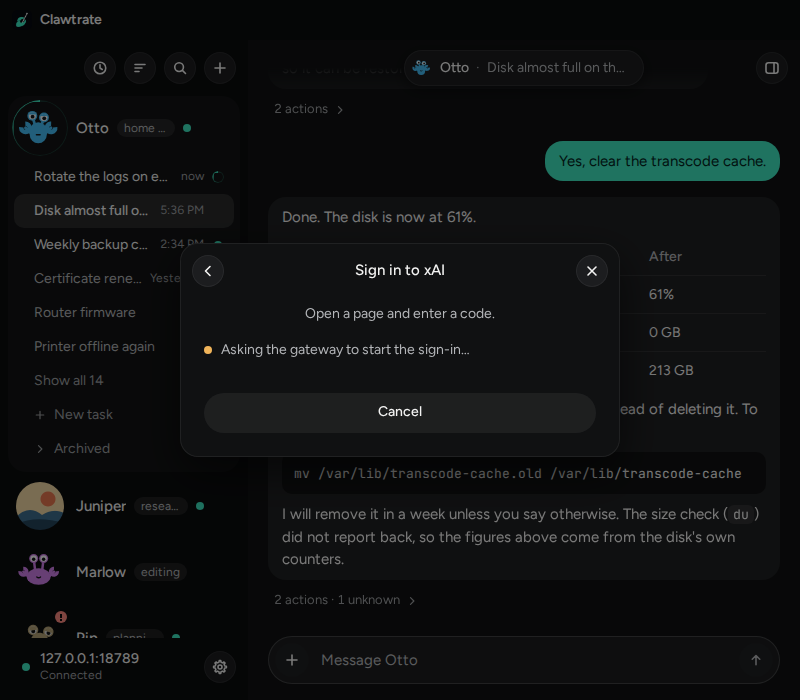 Clawtrate
Otto · Disk almost full on th...
2 actions
Otto home ...
Yes, clear the transcode cache.
Rotate the logs on e... now
Disk almost full o... 5:36 PM
Weekly backup c... 2:34 PM
Certificate rene... Yeste
Router firmware
Printer offline again
Show all 14
New task
Archived
Done. The disk is now at 61%.
After
61%
0 GB
213 GB
ead of deleting it. To
Sign in to xAI
Open a page and enter a code.
Asking the gateway to start the sign-in...
Cancel
mv /var/lib/transcode-cache.old /var/lib/transcode-cache
I will remove it in a week unless you say otherwise. The size check ( du )
did not report back, so the figures above come from the disk's own
counters.
2 actions · 1 unknown
Juniper resea...
Marlow editing
Pip planni...
127.0.0.1:18789
Connected
Message Otto